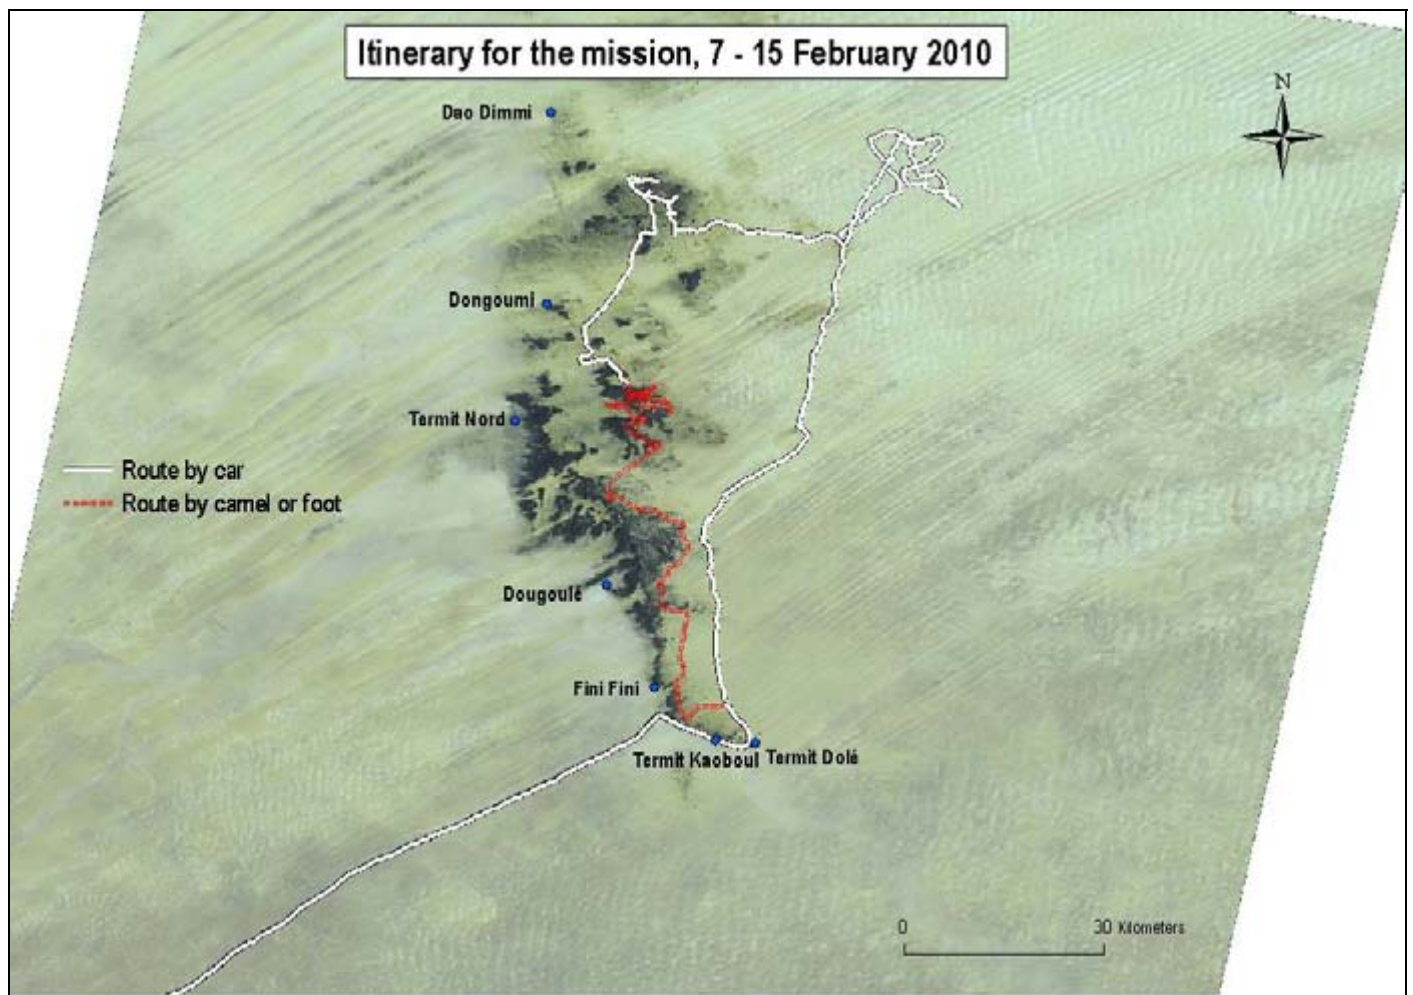 Itinerary for the mission, 7 - 15 February 2010
N
Dao Dimmi
Dongoumi
Termit Nord
Route by car
Route by camel or foot
Dougoulé
Fini Fini
Termit Kaoboul
Termit Dolé
0 30 Kilometers